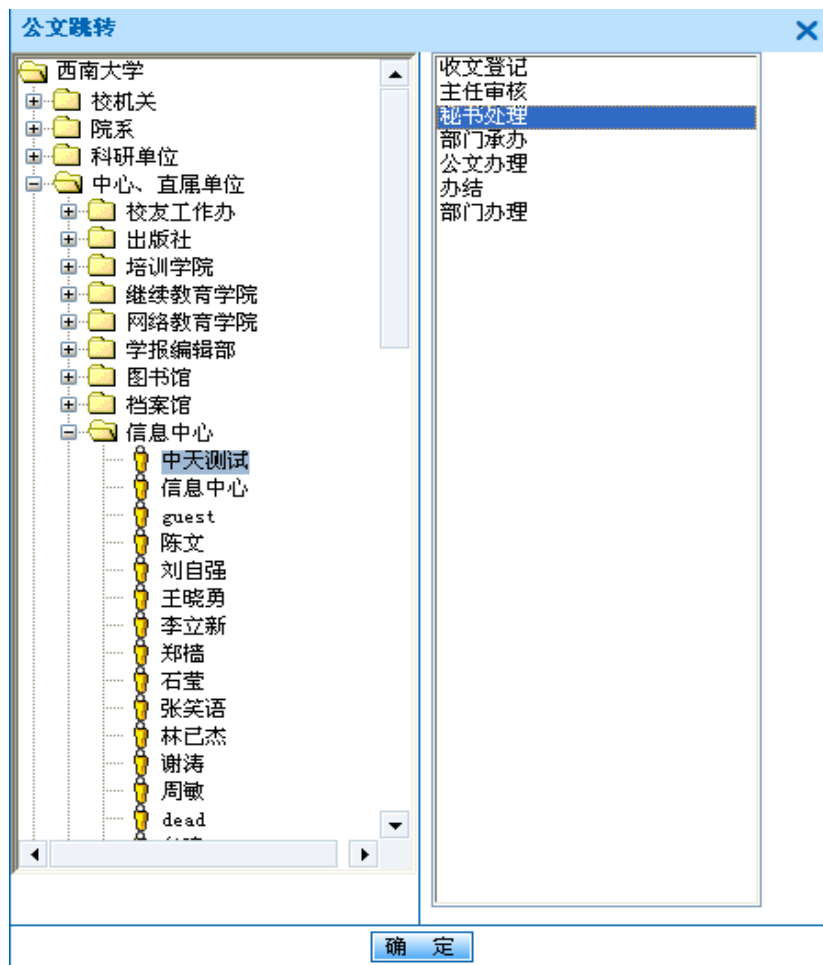 公文跳转
西南大学
校机关
院系
科研单位
中心、直属单位
校友工作办
出版社
培训学院
继续教育学院
网络教育学院
学报编辑部
图书馆
档案馆
信息中心
中天测试
信息中心
guest
陈文
刘自强
王晓勇
李立新
郑樯
石莹
张笑语
林已杰
谢涛
周敏
dead
收文登记
主任审核
秘书处理
部门承办
公文办理
办结
部门办理
确 定